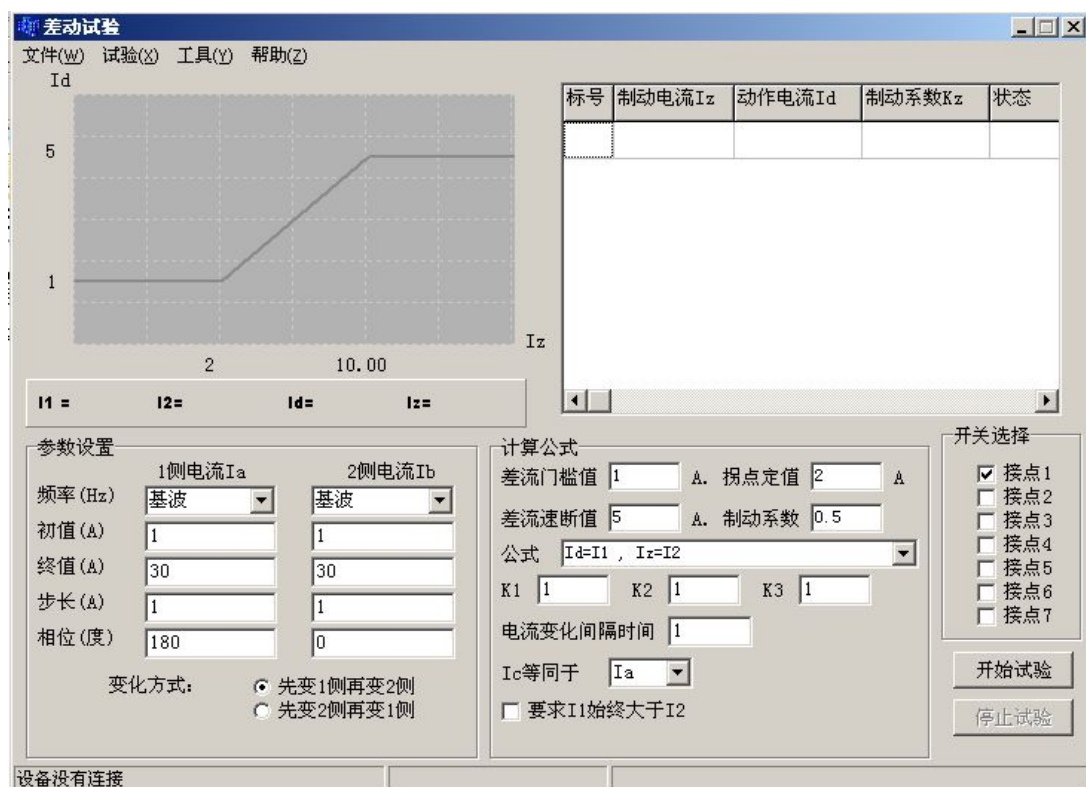 差动试验
文件(W) 试验(X) 工具(Y) 帮助(Z)
Id
5
1
Iz
2 10.00
I1 = I2= Id= Iz=
标号 制动电流Iz 动作电流Id 制动系数Kz 状态
参数设置
1侧电流Ia 2侧电流Ib
频率(Hz) 基波 基波
初值(A) 1 1
终值(A) 30 30
步长(A) 1 1
相位(度) 180 0
变化方式: 先变1侧再变2侧
先变2侧再变1侧
计算公式
差流门槛值 1 A. 拐点定值 2 A
差流速断值 5 A. 制动系数 0.5
公式 Id=I1 , Iz=I2
K1 1 K2 1 K3 1
电流变化间隔时间 1
Ic等同于 Ia
要求I1始终大于I2
开关选择
接点1
接点2
接点3
接点4
接点5
接点6
接点7
开始试验
停止试验
设备没有连接